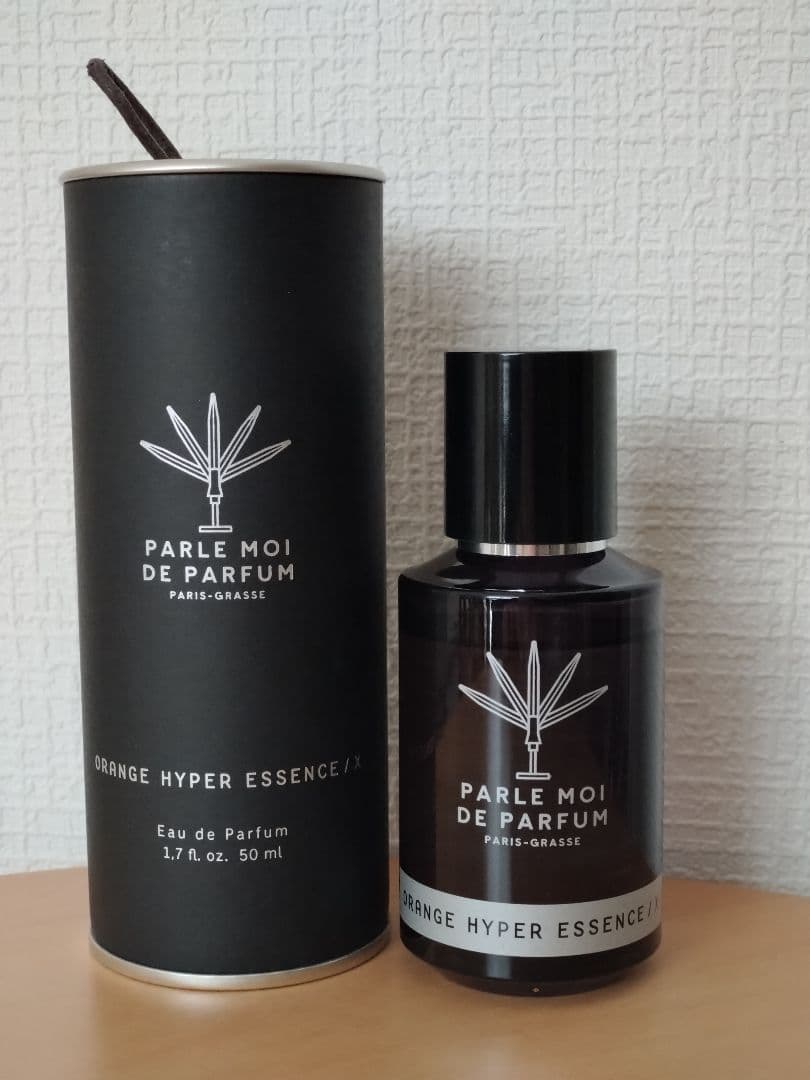 PARLE MOI
DE PARFUM
PARIS-GRASSE
ORANGE HYPER ESSENCE / X
Eau de Parfum
1,7 fl. oz. 50 ml
PARLE MOI
DE PARFUM
PARIS-GRASSE
ORANGE HYPER ESSENCE / X